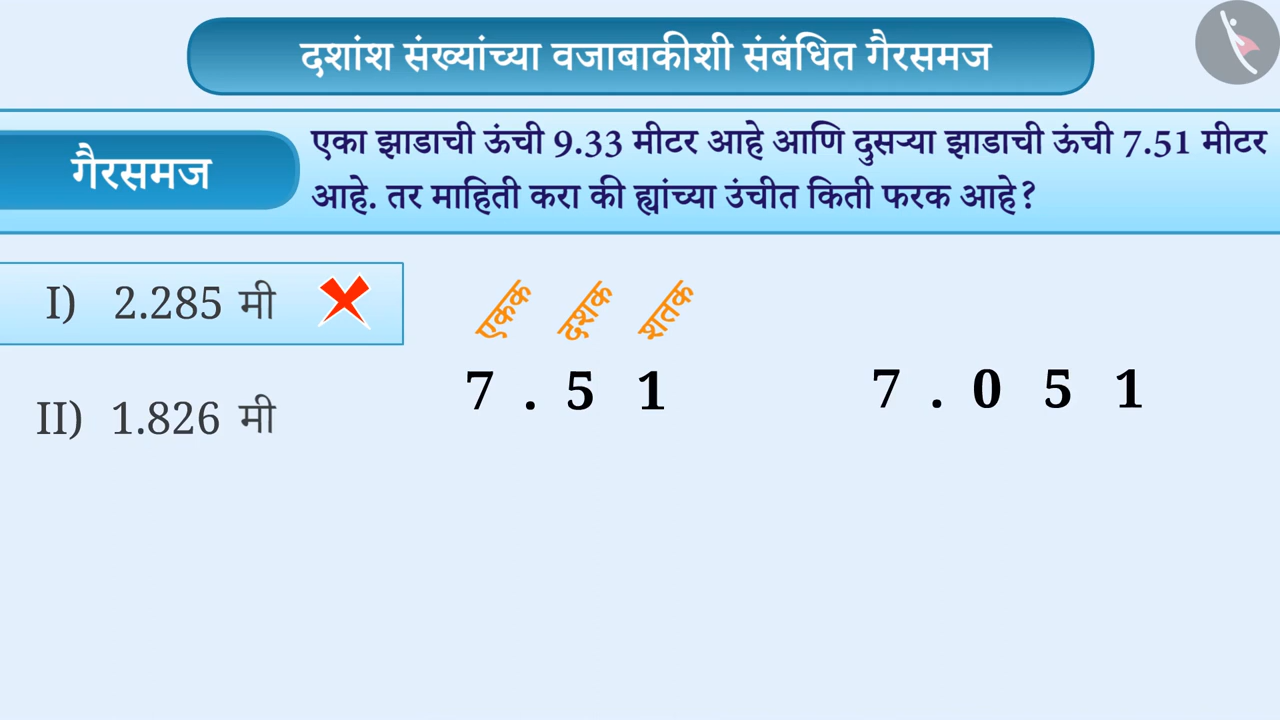 दशांश संख्यांच्या वजाबाकीशी संबंधित गैरसमज
गैरसमज
एका झाडाची ऊंची 9.33 मीटर आहे आणि दुसऱ्या झाडाची ऊंची 7.51 मीटर
आहे. तर माहिती करा की ह्यांच्या उंचीत किती फरक आहे?
I) 2.285 मी
एकक दशक शतक
7 . 5 1
7 . 0 5 1
II) 1.826 मी